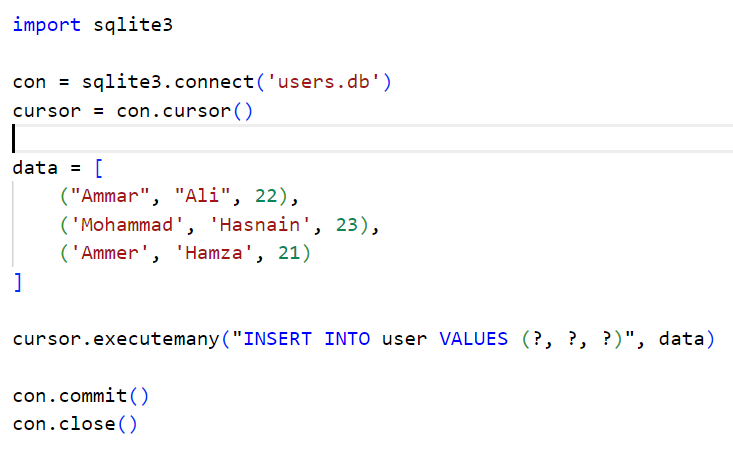 import sqlite3
con = sqlite3.connect('users.db')
cursor = con.cursor()
data = [
    ("Ammar", "Ali", 22),
    ('Mohammad', 'Hasnain', 23),
    ('Ammer', 'Hamza', 21)
]
cursor.executemany("INSERT INTO user VALUES (?, ?, ?)", data)
con.commit()
con.close()